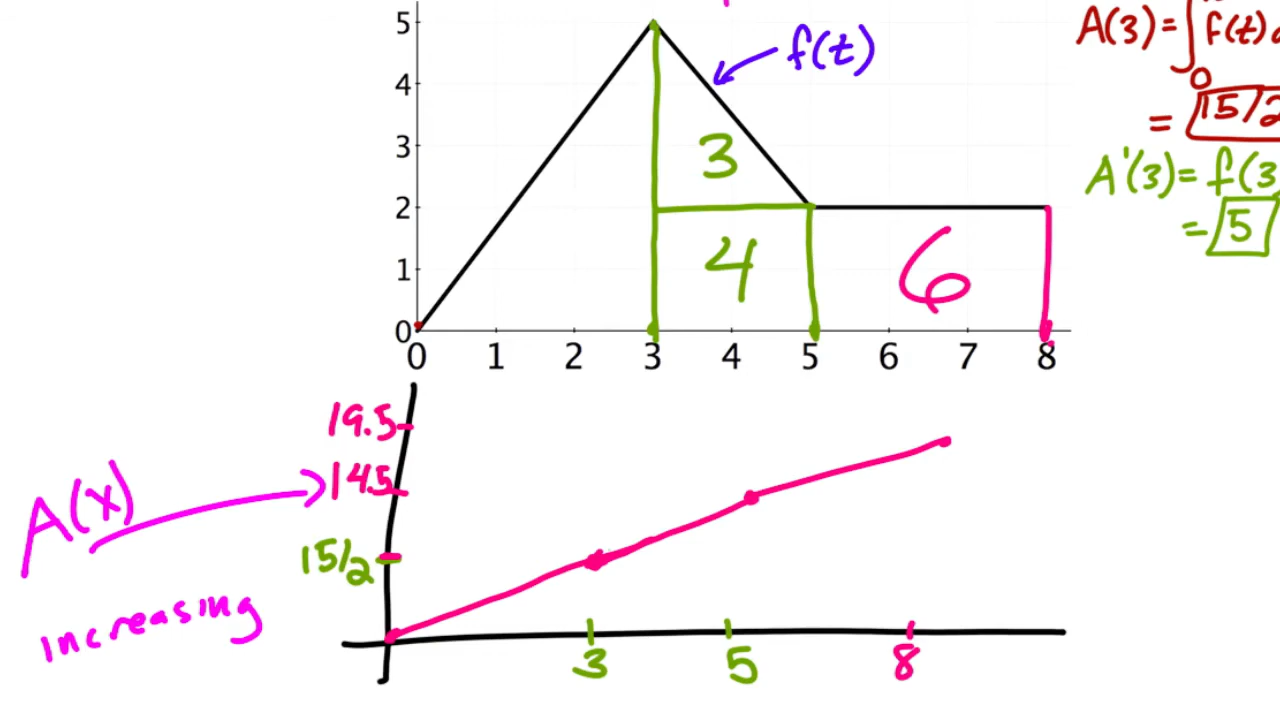 5
4
3
2
1
0
0 1 2 3 4 5 6 7 8
f(t)
3
4
6
A(3) = ∫ f(t)
0
= 15/2
A'(3) = f(3
= 5
19.5
14.5
15/2
A(x)
increasing
3 5 8